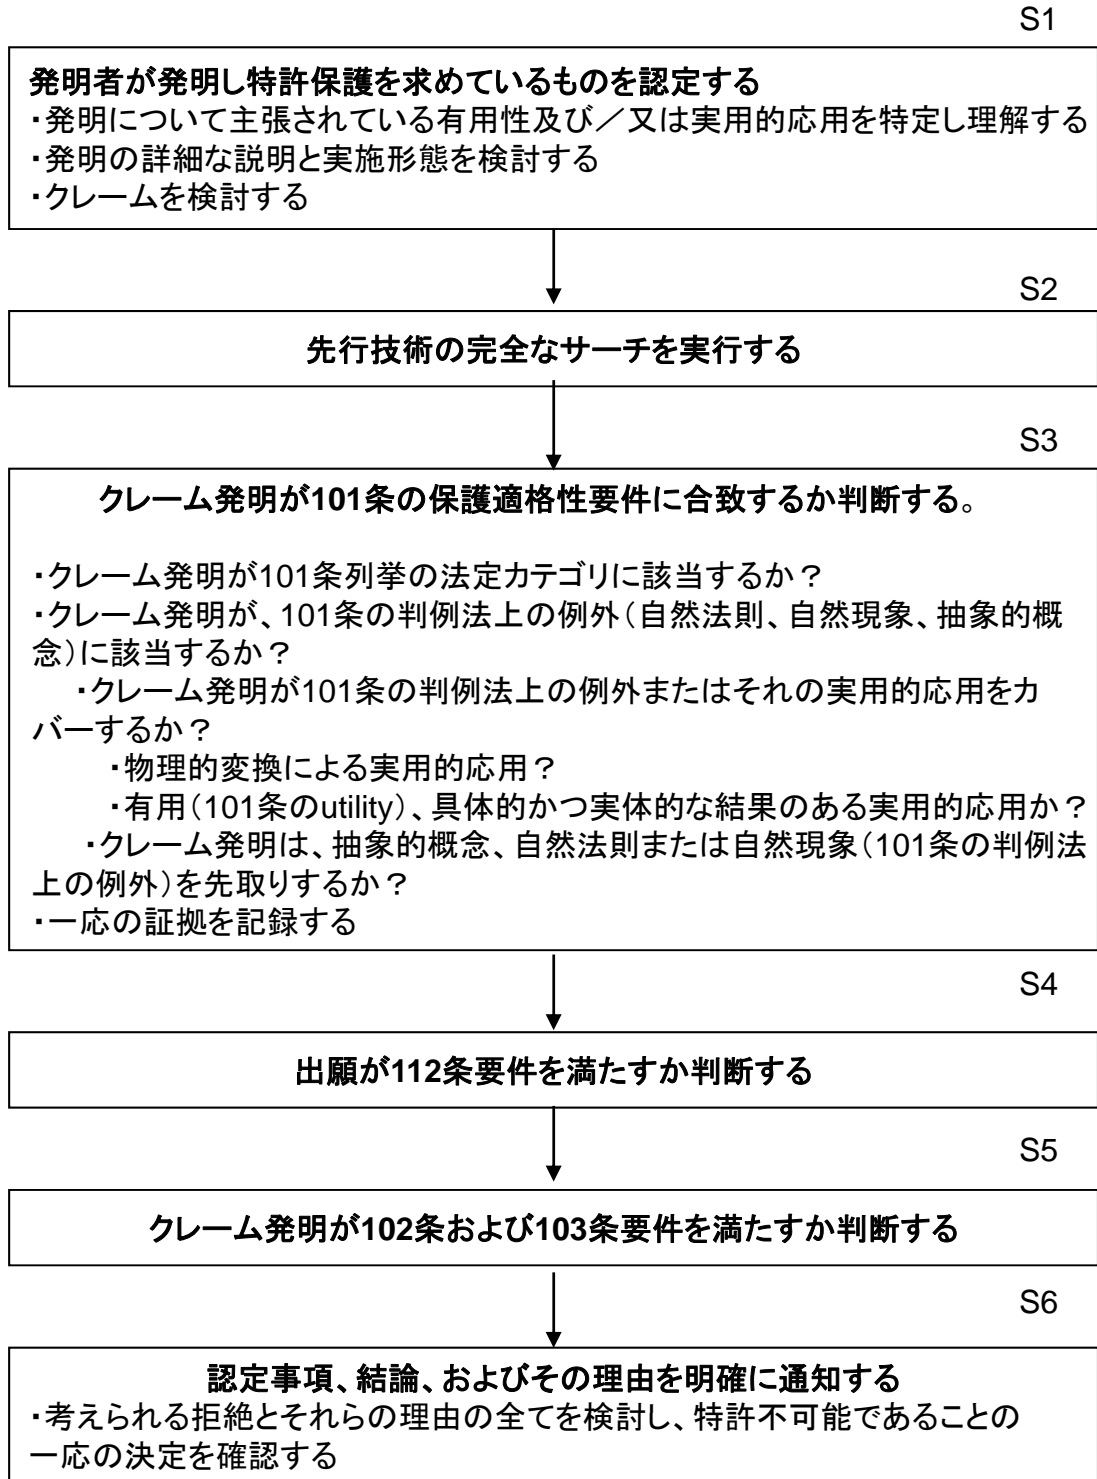 S1
発明者が発明し特許保護を求めているものを認定する
・発明について主張されている有用性及び／又は実用的応用を特定し理解する
・発明の詳細な説明と実施形態を検討する
・クレームを検討する
S2
先行技術の完全なサーチを実行する
S3
クレーム発明が101条の保護適格性要件に合致するか判断する。
・クレーム発明が101条列挙の法定カテゴリに該当するか？
・クレーム発明が、101条の判例法上の例外（自然法則、自然現象、抽象的概
念）に該当するか？
・クレーム発明が101条の判例法上の例外またはそれの実用的応用をカ
バーするか？
・物理的変換による実用的応用？
・有用（101条のutility）、具体的かつ実体的な結果のある実用的応用か？
・クレーム発明は、抽象的概念、自然法則または自然現象（101条の判例法
上の例外）を先取りするか？
・一応の証拠を記録する
S4
出願が112条要件を満たすか判断する
S5
クレーム発明が102条および103条要件を満たすか判断する
S6
認定事項、結論、およびその理由を明確に通知する
・考えられる拒絶とそれらの理由の全てを検討し、特許不可能であることの
一応の決定を確認する